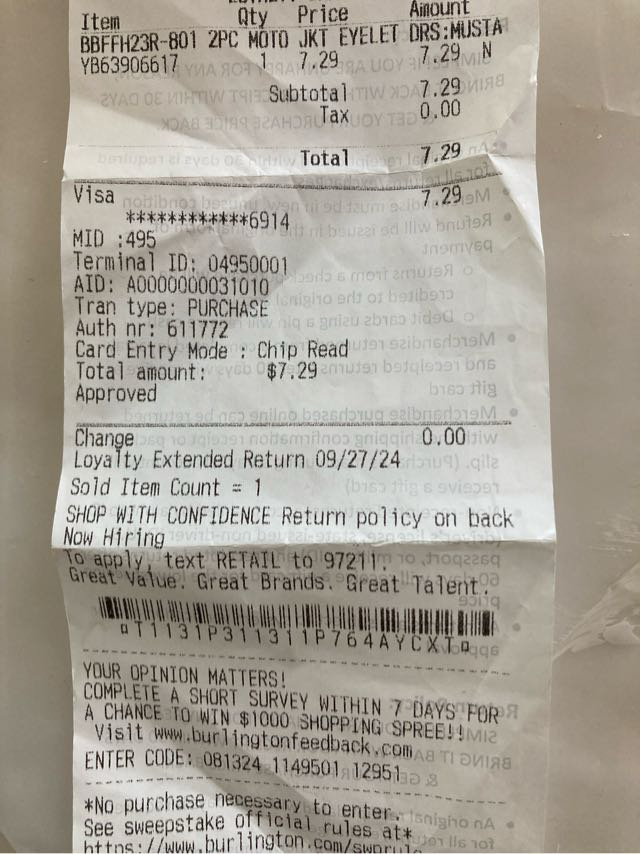 Item Qty Price Amount
BBFFH23R-801 2PC MOTO JKT EYELET DRS:MUSTA
YB63906617 1 7.29 7.29 N
Subtotal 7.29
Tax 0.00
Total 7.29
Visa 7.29
************6914
MID :495
Terminal ID: 04950001
AID: A0000000031010
Tran type: PURCHASE
Auth nr: 611772
Card Entry Mode : Chip Read
Total amount: $7.29
Approved
Change 0.00
Loyalty Extended Return 09/27/24
Sold Item Count = 1
SHOP WITH CONFIDENCE Return policy on back
Now Hiring
To apply, text RETAIL to 97211.
Great Value. Great Brands. Great Talent.
¤T1131P311311P764AYCXT¤
YOUR OPINION MATTERS!
COMPLETE A SHORT SURVEY WITHIN 7 DAYS FOR
A CHANCE TO WIN $1000 SHOPPING SPREE!!
Visit www.burlingtonfeedback.com
ENTER CODE: 081324 1149501 12951
*No purchase necessary to enter.
See sweepstake official rules at*
https://www.burlington.com/swprule